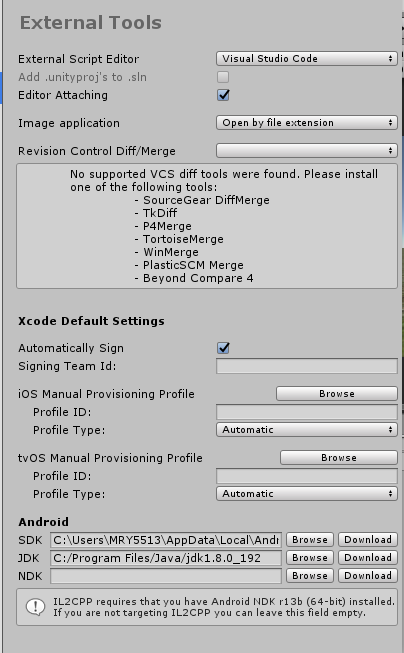 External Tools
External Script Editor Visual Studio Code
Add .unityproj's to .sln
Editor Attaching
Image application Open by file extension
Revision Control Diff/Merge
No supported VCS diff tools were found. Please install
one of the following tools:
- SourceGear DiffMerge
- TkDiff
- P4Merge
- TortoiseMerge
- WinMerge
- PlasticSCM Merge
- Beyond Compare 4
Xcode Default Settings
Automatically Sign
Signing Team Id:
iOS Manual Provisioning Profile Browse
Profile ID:
Profile Type: Automatic
tvOS Manual Provisioning Profile Browse
Profile ID:
Profile Type: Automatic
Android
SDK C:\Users\MRY5513\AppData\Local\Andr Browse Download
JDK C:/Program Files/Java/jdk1.8.0_192 Browse Download
NDK Browse Download
IL2CPP requires that you have Android NDK r13b (64-bit) installed.
If you are not targeting IL2CPP you can leave this field empty.